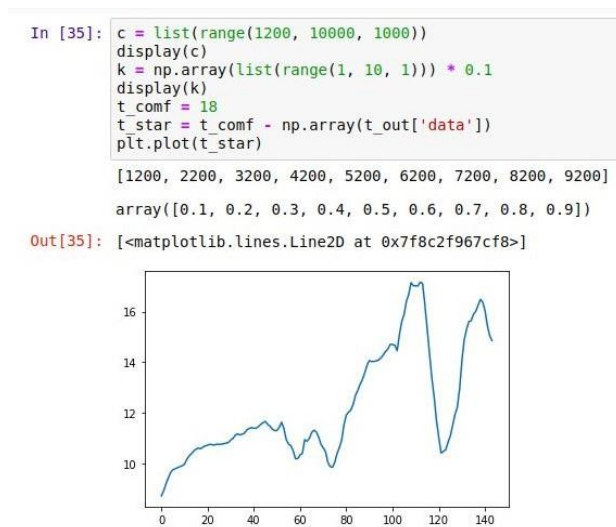 In [35]: c = list(range(1200, 10000, 1000))
display(c)
k = np.array(list(range(1, 10, 1))) * 0.1
display(k)
t_comf = 18
t_star = t_comf - np.array(t_out['data'])
plt.plot(t_star)
[1200, 2200, 3200, 4200, 5200, 6200, 7200, 8200, 9200]
array([0.1, 0.2, 0.3, 0.4, 0.5, 0.6, 0.7, 0.8, 0.9])
Out[35]: [<matplotlib.lines.Line2D at 0x7f8c2f967cf8>]
16
14
12
10
0 20 40 60 80 100 120 140